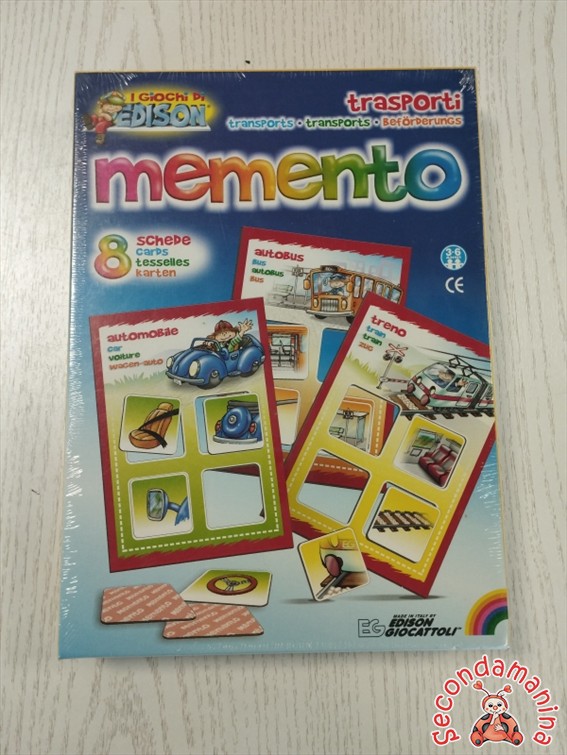 I GIOCHI DI
EDISON
trasporti
transports • transports • Beförderungs
memento
8 schede
cards
tesselles
karten
3-6
CE
autobus
bus
autobus
bus
automobile
car
voiture
wagen-auto
treno
train
train
zug
EG
MADE IN ITALY BY
EDISON
GIOCATTOLI
Secondamanina